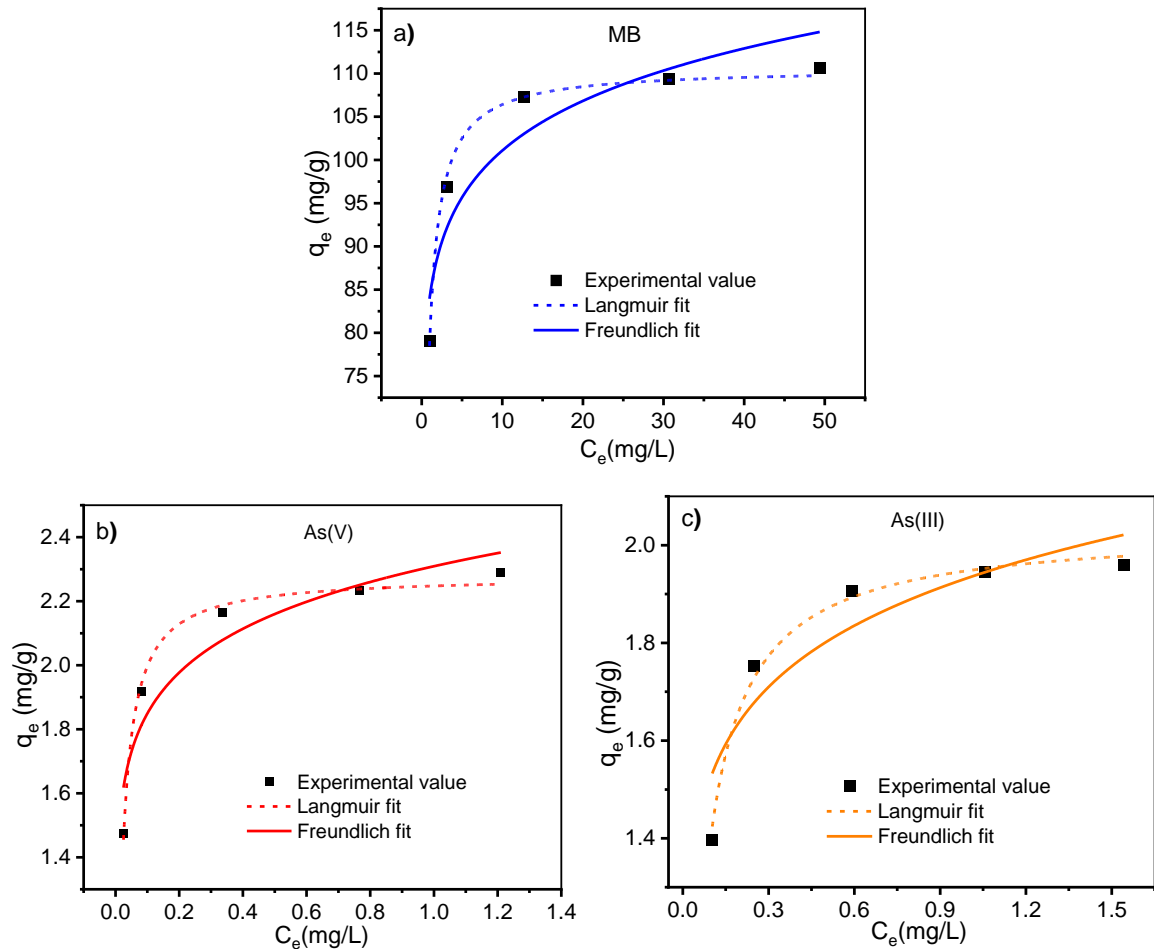 a)
MB
115
110
105
100
95
90
85
80
75
qe (mg/g)
Experimental value
Langmuir fit
Freundlich fit
0 10 20 30 40 50
Ce(mg/L)
b)
As(V)
2.4
2.2
2.0
1.8
1.6
1.4
qe (mg/g)
Experimental value
Langmuir fit
Freundlich fit
0.0 0.2 0.4 0.6 0.8 1.0 1.2 1.4
Ce(mg/L)
c)
As(III)
2.0
1.8
1.6
1.4
qe (mg/g)
Experimental value
Langmuir fit
Freundlich fit
0.0 0.3 0.6 0.9 1.2 1.5
Ce(mg/L)